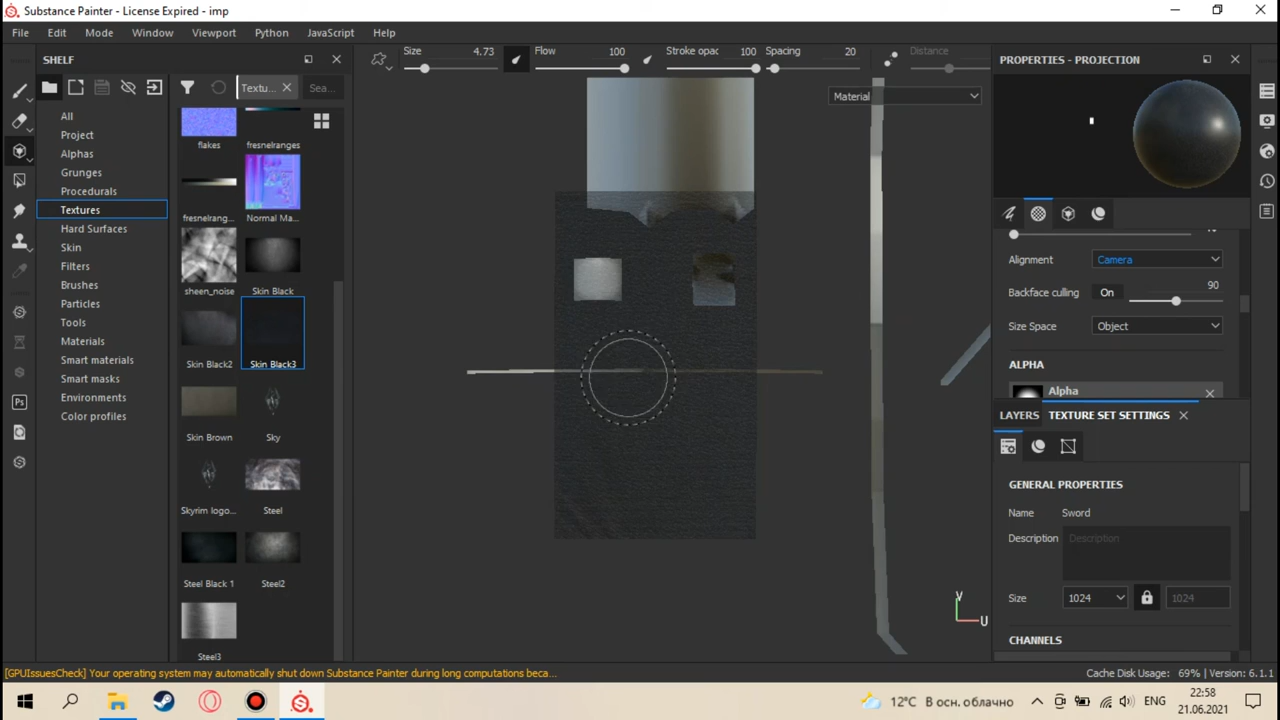 Substance Painter - License Expired - imp
File Edit Mode Window Viewport Python JavaScript Help
SHELF
Size 4.73 Flow 100 Stroke opac 100 Spacing 20 Distance
PROPERTIES - PROJECTION
Textu... Sea...
Material
All
Project
Alphas
Grunges
Procedurals
Textures
Hard Surfaces
Skin
Filters
Brushes
Particles
Tools
Materials
Smart materials
Smart masks
Environments
Color profiles
flakes fresnelranges
fresnelrang... Normal Ma...
sheen_noise Skin Black
Skin Black2 Skin Black3
Skin Brown Sky
Skyrim logo... Steel
Steel Black 1 Steel2
Steel3
Ps
V
U
Alignment Camera
Backface culling On 90
Size Space Object
ALPHA
Alpha
LAYERS TEXTURE SET SETTINGS
GENERAL PROPERTIES
Name Sword
Description Description
Size 1024 1024
CHANNELS
[GPUIssuesCheck] Your operating system may automatically shut down Substance Painter during long computations beca...
Cache Disk Usage: 69% | Version: 6.1.1
12°C В осн. облачно ENG 22:58
21.06.2021